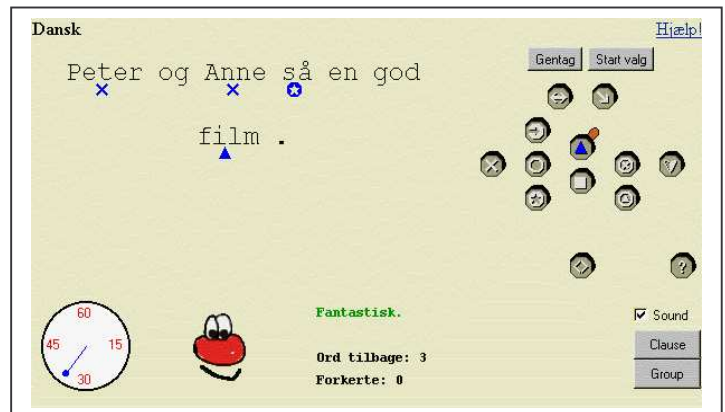 Dansk
Hjælp!
Peter og Anne så en god
film .
Gentag
Start valg
60
45
15
30
Fantastisk.
Ord tilbage: 3
Forkerte: 0
Sound
Clause
Group
?